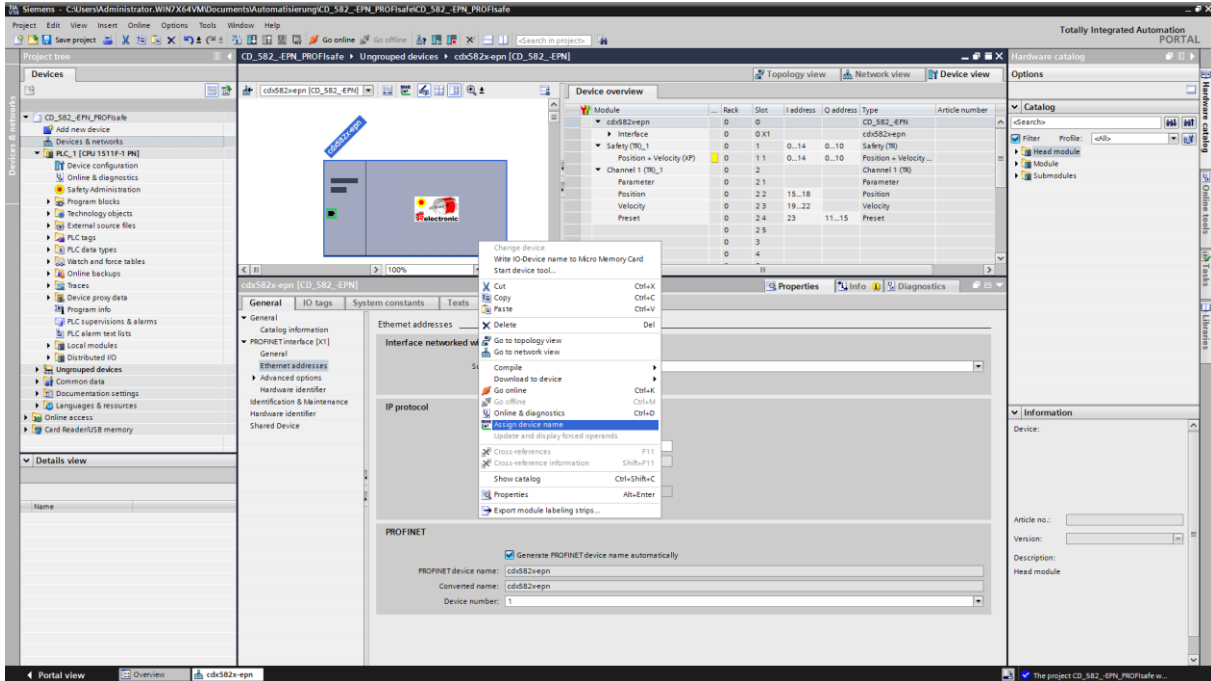 Siemens - C:\Users\Administrator.WIN7X64VM\Documents\Automatisierung\CD_582_-EPN_PROFIsafe\CD_582_-EPN_PROFIsafe
Project Edit View Insert Online Options Tools Window Help
Totally Integrated Automation
PORTAL
Save project
Go online
Go offline
<Search in project>
Project tree
CD_582_-EPN_PROFIsafe
Ungrouped devices
cdx582x-epn [CD_582_-EPN]
Hardware catalog
Devices
Topology view
Network view
Device view
Options
cdx582x-epn [CD_582_-EPN]
Device overview
Module ... Rack Slot I address Q address Type Article number
cdx582x-epn 0 0 CD_582_-EPN
Interface 0 0 X1 cdx582x-epn
Safety (TR)_1 0 1 0...14 0...10 Safety (TR)
Position + Velocity (XP) 0 1 1 0...14 0...10 Position + Velocity ...
Channel 1 (TR)_1 0 2 Channel 1 (TR)
Parameter 0 2 1 Parameter
Position 0 2 2 15...18 Position
Velocity 0 2 3 19...22 Velocity
Preset 0 2 4 23 11...15 Preset
0 2 5
0 3
0 4
cdx582x-epn
TRelectronic
100%
CD_582_-EPN_PROFIsafe
Add new device
Devices & networks
PLC_1 [CPU 1511F-1 PN]
Device configuration
Online & diagnostics
Safety Administration
Program blocks
Technology objects
External source files
PLC tags
PLC data types
Watch and force tables
Online backups
Traces
Device proxy data
Program info
PLC supervisions & alarms
PLC alarm text lists
Local modules
Distributed I/O
Ungrouped devices
Common data
Documentation settings
Languages & resources
Online access
Card Reader/USB memory
Details view
Name
Devices & networks
cdx582x-epn [CD_582_-EPN]
Properties
Info
Diagnostics
General
IO tags
System constants
Texts
General
Catalog information
PROFINET interface [X1]
General
Ethernet addresses
Advanced options
Hardware identifier
Identification & Maintenance
Hardware identifier
Shared Device
Ethernet addresses
Interface networked wi
IP protocol
PROFINET
Generate PROFINET device name automatically
PROFINET device name: cdx582x-epn
Converted name: cdx582x-epn
Device number: 1
Change device
Write IO-Device name to Micro Memory Card
Start device tool...
Cut Ctrl+X
Copy Ctrl+C
Paste Ctrl+V
Delete Del
Go to topology view
Go to network view
Compile
Download to device
Go online Ctrl+K
Go offline Ctrl+M
Online & diagnostics Ctrl+D
Assign device name
Update and display forced operands
Cross-references F11
Cross-reference information Shift+F11
Show catalog Ctrl+Shift+C
Properties Alt+Enter
Export module labeling strips...
Catalog
<Search>
Filter
Profile: <All>
Head module
Module
Submodules
Information
Device:
Article no.:
Version:
Description:
Head module
Hardware catalog
Online tools
Tasks
Libraries
Portal view
Overview
cdx582x-epn
The project CD_582_-EPN_PROFIsafe w...